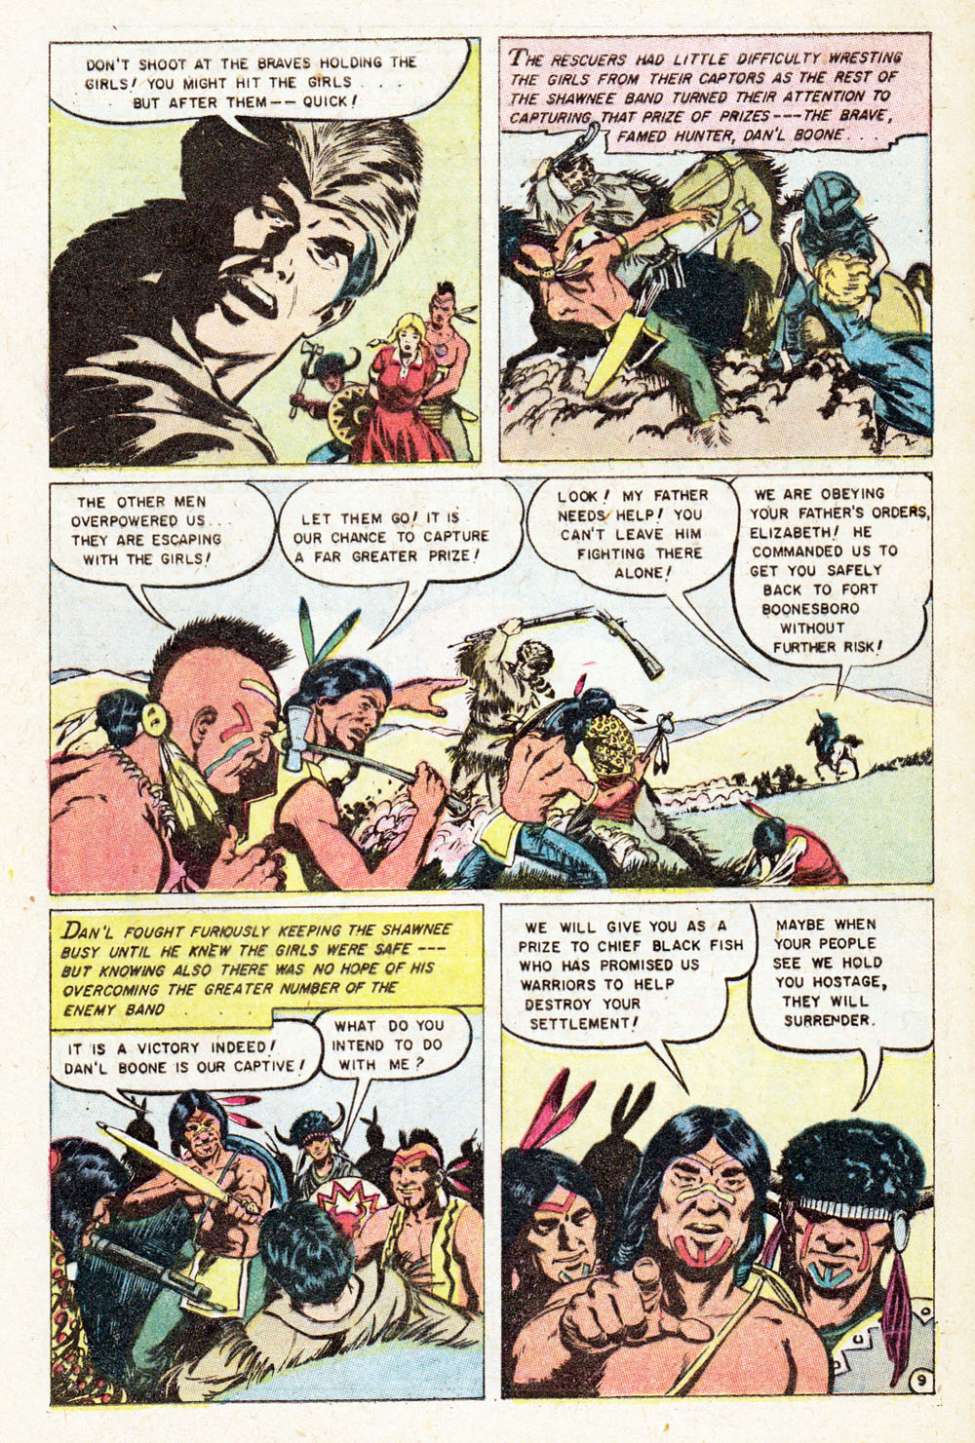 DON'T SHOOT AT THE BRAVES HOLDING THE
GIRLS! YOU MIGHT HIT THE GIRLS . . . .
BUT AFTER THEM-- QUICK!
THE RESCUERS HAD LITTLE DIFFICULTY WRESTING
THE GIRLS FROM THEIR CAPTORS AS THE REST OF
THE SHAWNEE BAND TURNED THEIR ATTENTION TO
CAPTURING THAT PRIZE OF PRIZES---THE BRAVE,
FAMED HUNTER, DAN'L BOONE . . .
THE OTHER MEN
OVERPOWERED US...
THEY ARE ESCAPING
WITH THE GIRLS!
LET THEM GO! IT IS
OUR CHANCE TO CAPTURE
A FAR GREATER PRIZE!
LOOK! MY FATHER
NEEDS HELP! YOU
CAN'T LEAVE HIM
FIGHTING THERE
ALONE!
WE ARE OBEYING
YOUR FATHER'S ORDERS,
ELIZABETH! HE
COMMANDED US TO
GET YOU SAFELY
BACK TO FORT
BOONESBORO
WITHOUT
FURTHER RISK!
DAN'L FOUGHT FURIOUSLY KEEPING THE SHAWNEE
BUSY UNTIL HE KNEW THE GIRLS WERE SAFE ---
BUT KNOWING ALSO THERE WAS NO HOPE OF HIS
OVERCOMING THE GREATER NUMBER OF THE
ENEMY BAND . . . . .
IT IS A VICTORY INDEED!
DAN'L BOONE IS OUR CAPTIVE!
WHAT DO YOU
INTEND TO DO
WITH ME?
WE WILL GIVE YOU AS A
PRIZE TO CHIEF BLACK FISH
WHO HAS PROMISED US
WARRIORS TO HELP
DESTROY YOUR
SETTLEMENT!
MAYBE WHEN
YOUR PEOPLE
SEE WE HOLD
YOU HOSTAGE,
THEY WILL
SURRENDER.
9